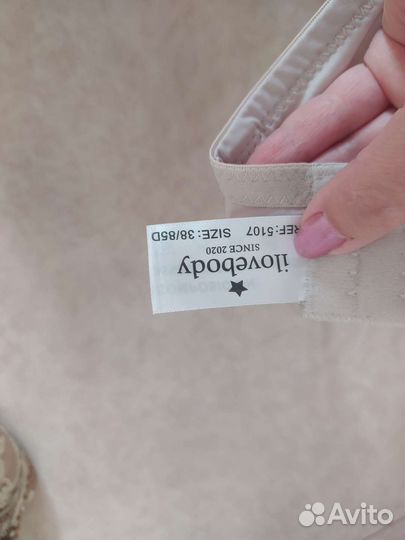 ilovebody
SINCE 2020
REF:5107 SIZE:38/85D
Avito